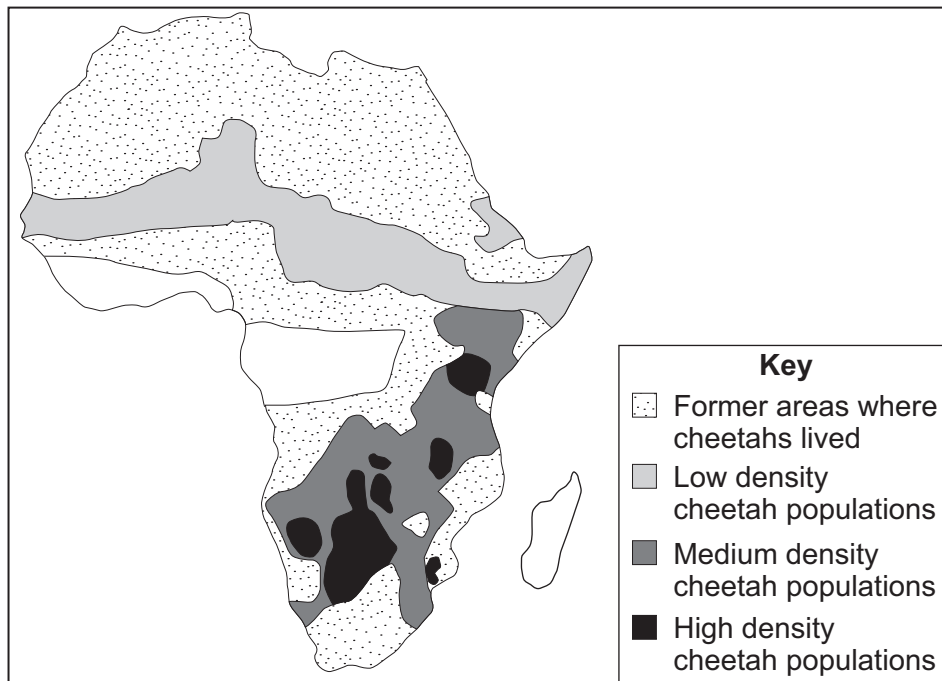 Key
Former areas where
cheetahs lived
Low density
cheetah populations
Medium density
cheetah populations
High density
cheetah populations